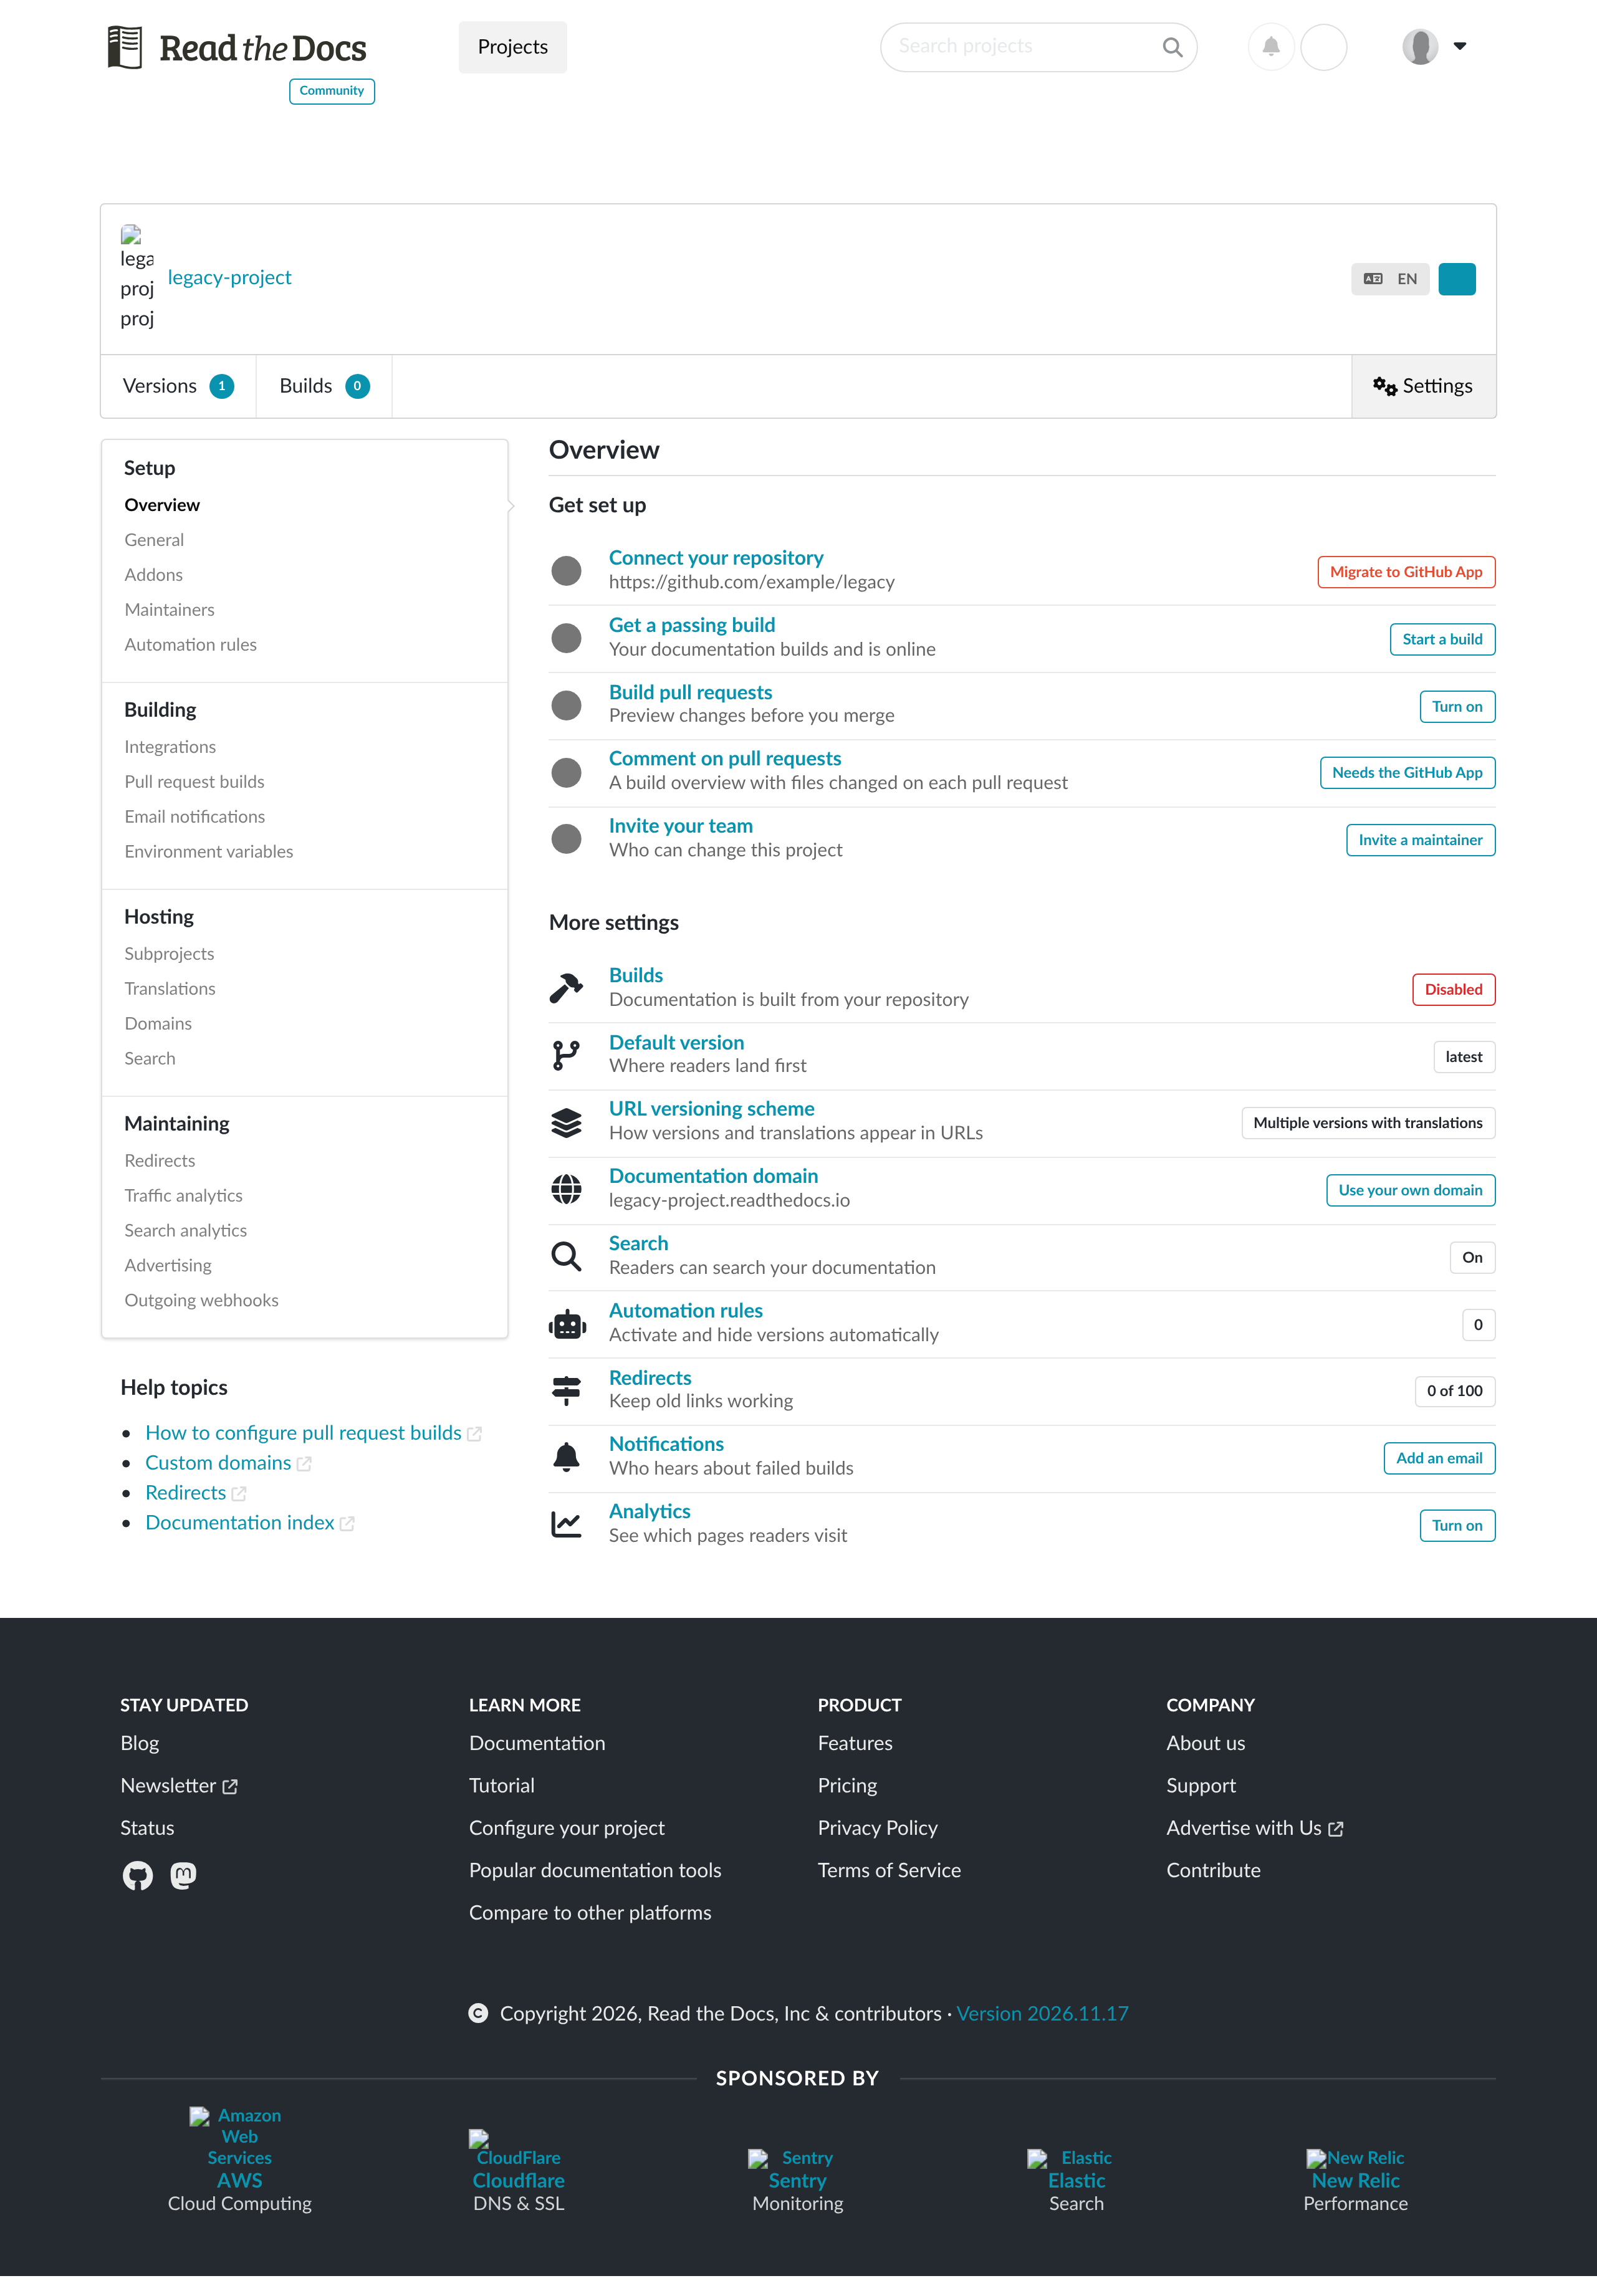 Read the Docs
Community
Projects
Search projects
lega
proj
proj
legacy-project
EN
Versions 1
Builds 0
Settings
Setup
Overview
General
Addons
Maintainers
Automation rules
Building
Integrations
Pull request builds
Email notifications
Environment variables
Hosting
Subprojects
Translations
Domains
Search
Maintaining
Redirects
Traffic analytics
Search analytics
Advertising
Outgoing webhooks
Help topics
How to configure pull request builds
Custom domains
Redirects
Documentation index
Overview
Get set up
Connect your repository
https://github.com/example/legacy
Migrate to GitHub App
Get a passing build
Your documentation builds and is online
Start a build
Build pull requests
Preview changes before you merge
Turn on
Comment on pull requests
A build overview with files changed on each pull request
Needs the GitHub App
Invite your team
Who can change this project
Invite a maintainer
More settings
Builds
Documentation is built from your repository
Disabled
Default version
Where readers land first
latest
URL versioning scheme
How versions and translations appear in URLs
Multiple versions with translations
Documentation domain
legacy-project.readthedocs.io
Use your own domain
Search
Readers can search your documentation
On
Automation rules
Activate and hide versions automatically
0
Redirects
Keep old links working
0 of 100
Notifications
Who hears about failed builds
Add an email
Analytics
See which pages readers visit
Turn on
STAY UPDATED
Blog
Newsletter
Status
LEARN MORE
Documentation
Tutorial
Configure your project
Popular documentation tools
Compare to other platforms
PRODUCT
Features
Pricing
Privacy Policy
Terms of Service
COMPANY
About us
Support
Advertise with Us
Contribute
Copyright 2026, Read the Docs, Inc & contributors · Version 2026.11.17
SPONSORED BY
Amazon
Web
Services
AWS
Cloud Computing
CloudFlare
Cloudflare
DNS & SSL
Sentry
Sentry
Monitoring
Elastic
Elastic
Search
New Relic
New Relic
Performance